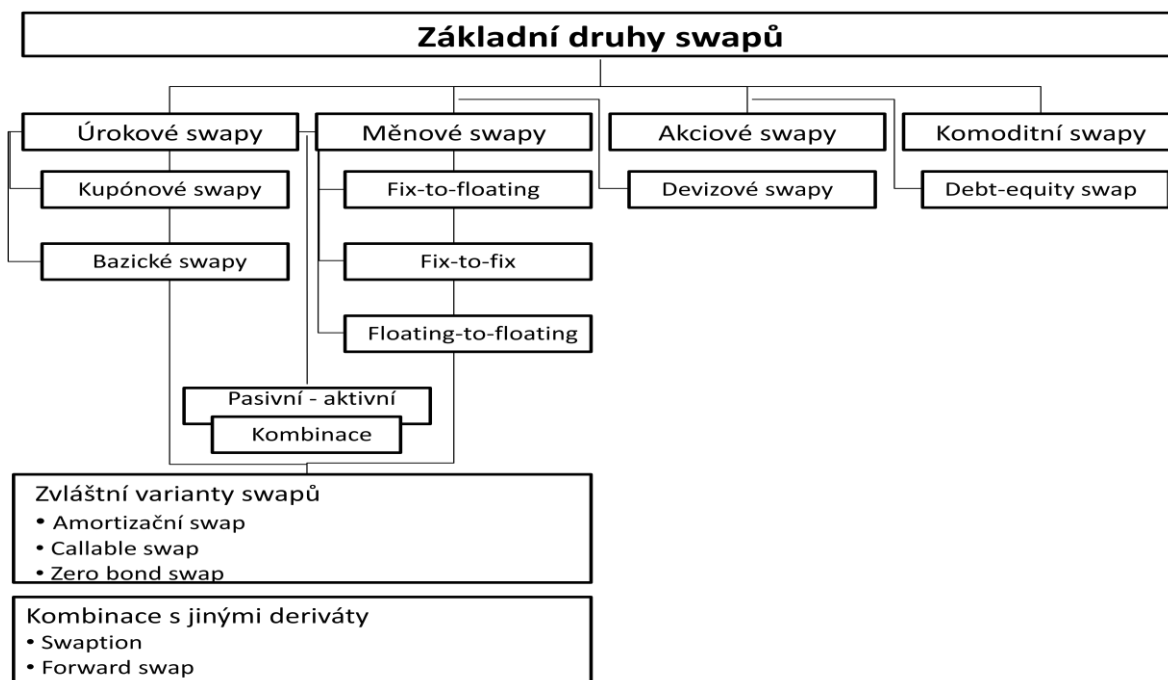 Základní druhy swapů
Úrokové swapy
Měnové swapy
Akciové swapy
Komoditní swapy
Kupónové swapy
Fix-to-floating
Devizové swapy
Debt-equity swap
Bazické swapy
Fix-to-fix
Floating-to-floating
Pasivní - aktivní
Kombinace
Zvláštní varianty swapů
• Amortizační swap
• Callable swap
• Zero bond swap
Kombinace s jinými deriváty
• Swaption
• Forward swap